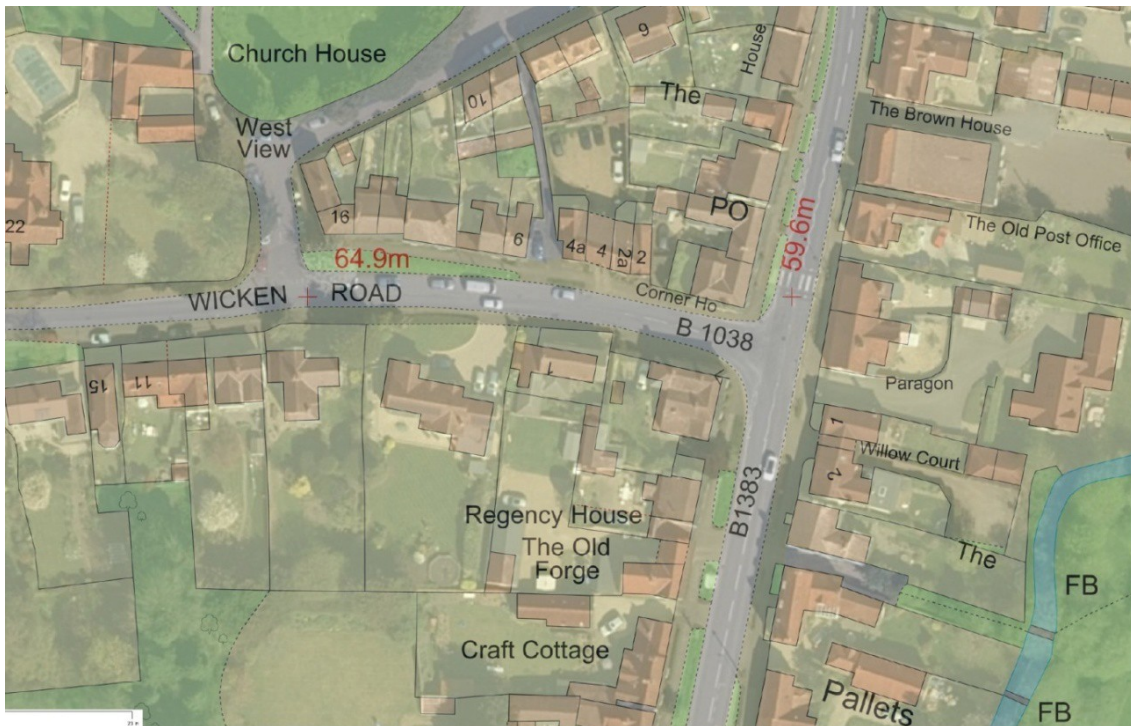 Church House
9
House
10
The
The Brown House
West
View
22
16
PO
6
4a
4
2a
2
The Old Post Office
64.9m
59.6m
WICKEN ROAD
Corner Ho
B 1038
15
11
1
Paragon
1
Willow Court
2
B1383
Regency House
The Old
Forge
The
FB
Craft Cottage
Pallets
FB